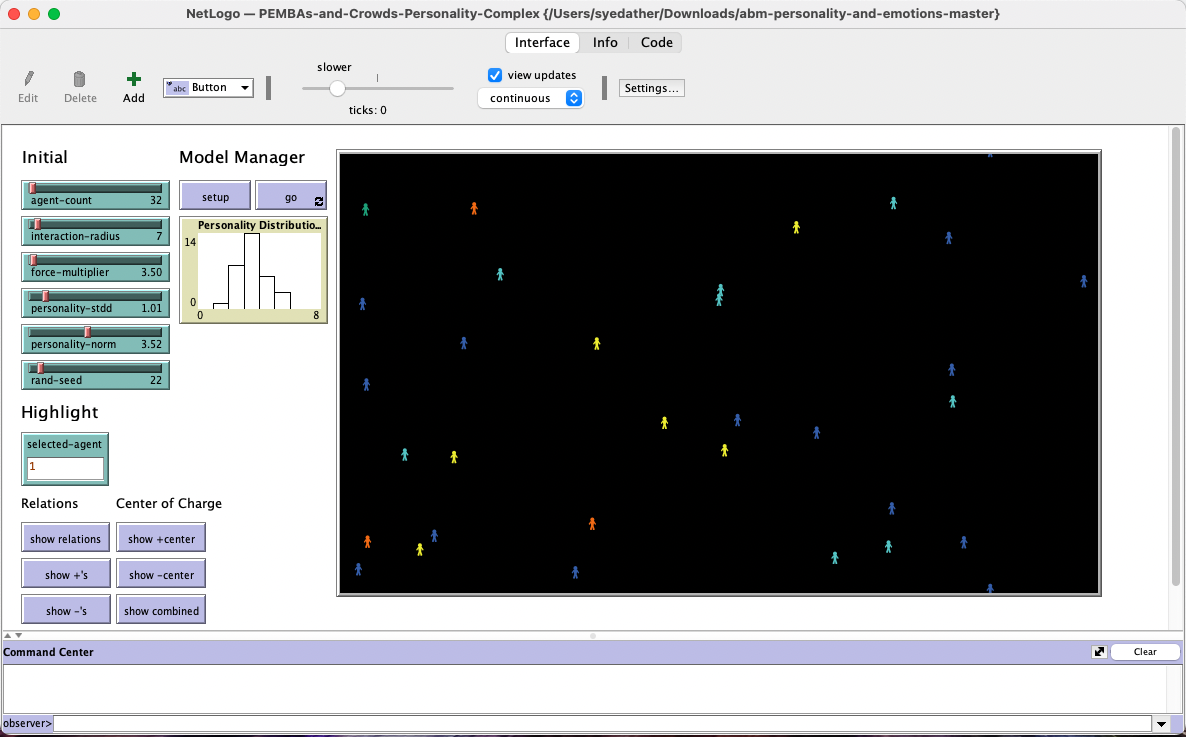 NetLogo — PEMBAs-and-Crowds-Personality-Complex {/Users/syedather/Downloads/abm-personality-and-emotions-master}
Interface Info Code
Edit Delete Add abc Button
slower
ticks: 0
view updates
continuous
Settings...
Initial
agent-count 32
interaction-radius 7
force-multiplier 3.50
personality-stdd 1.01
personality-norm 3.52
rand-seed 22
Model Manager
setup go
Personality Distributio...
14
0
0 8
Highlight
selected-agent
1
Relations Center of Charge
show relations show +center
show +'s show -center
show -'s show combined
Command Center Clear
observer>